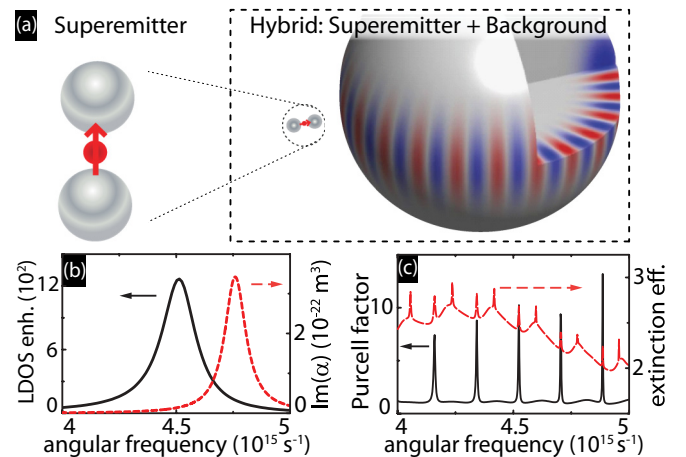 (a) Superemitter
Hybrid: Superemitter + Background
(b)
LDOS enh. (10²)
12
6
0
4
4.5
5
angular frequency (10¹⁵ s⁻¹)
Im(α) (10⁻²² m³)
2
0
(c)
Purcell factor
10
0
4
4.5
5
angular frequency (10¹⁵ s⁻¹)
extinction eff.
3
2